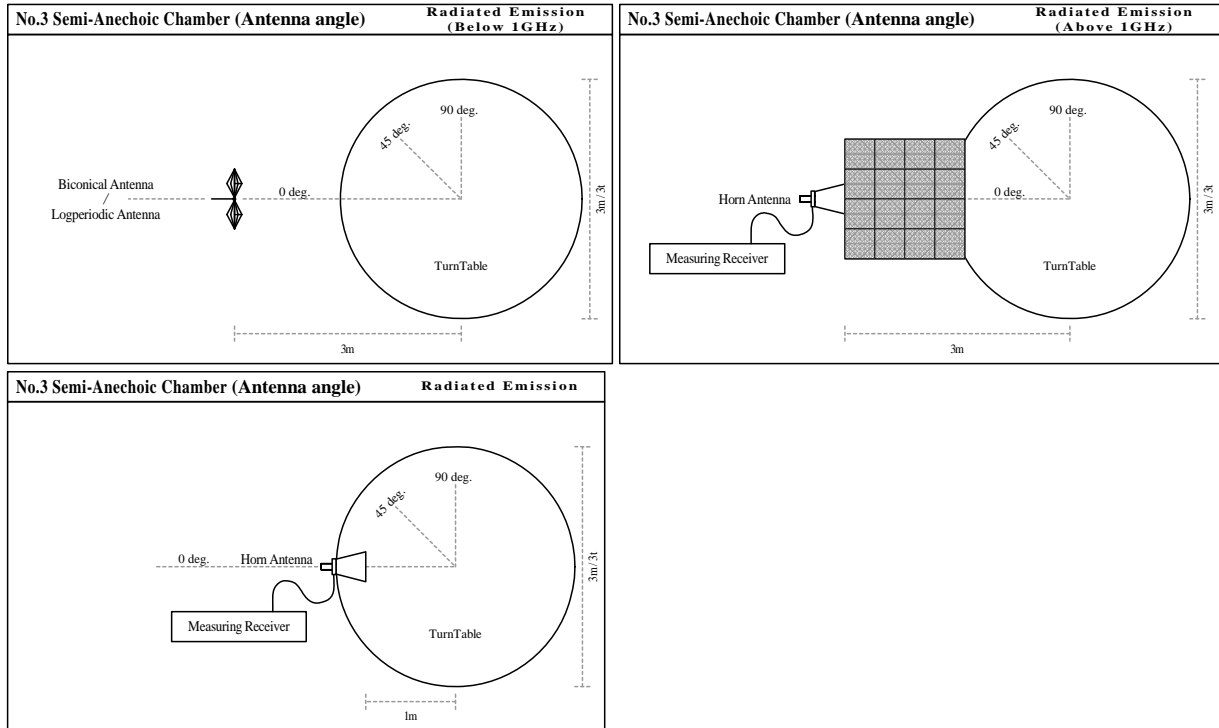 No.3 Semi-Anechoic Chamber (Antenna angle)
Radiated Emission
(Below 1GHz)
90 deg.
45 deg.
Biconical Antenna
/
Logperiodic Antenna
0 deg.
3m / 3t
TurnTable
3m
No.3 Semi-Anechoic Chamber (Antenna angle)
Radiated Emission
(Above 1GHz)
90 deg.
45 deg.
Horn Antenna
0 deg.
3m / 3t
Measuring Receiver
TurnTable
3m
No.3 Semi-Anechoic Chamber (Antenna angle)
Radiated Emission
90 deg.
45 deg.
0 deg.
Horn Antenna
3m / 3t
Measuring Receiver
TurnTable
1m